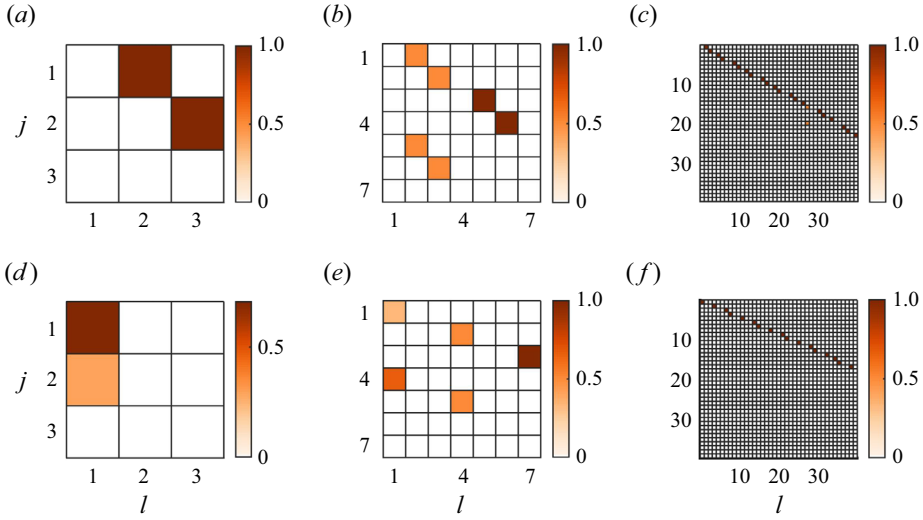 (a) (b) (c)
1 1.0 1 1.0 1.0
10
j 2 0.5 4 0.5 20 0.5
30
3 0 7 0 0
1 2 3 1 4 7 10 20 30
(d) (e) (f)
1 1 1.0 1.0
0.5 10
j 2 4 0.5 20 0.5
30
3 0 7 0 0
1 2 3 1 4 7 10 20 30
l l l